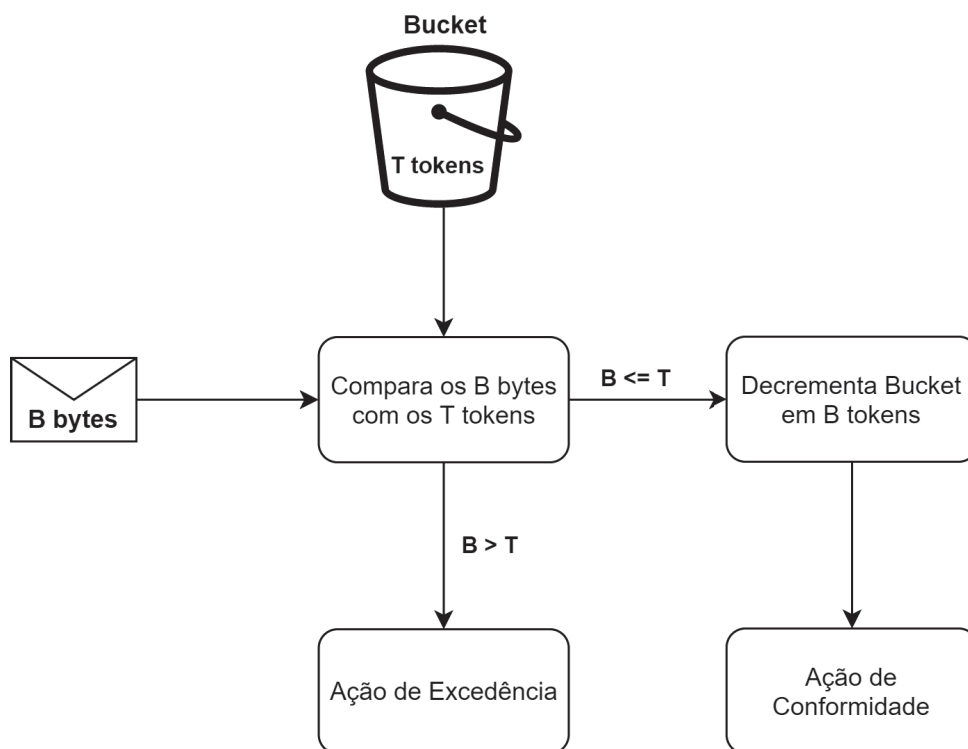 Bucket
T tokens
B bytes
Compara os B bytes
com os T tokens
B <= T
Decrementa Bucket
em B tokens
B > T
Ação de Excedência
Ação de
Conformidade